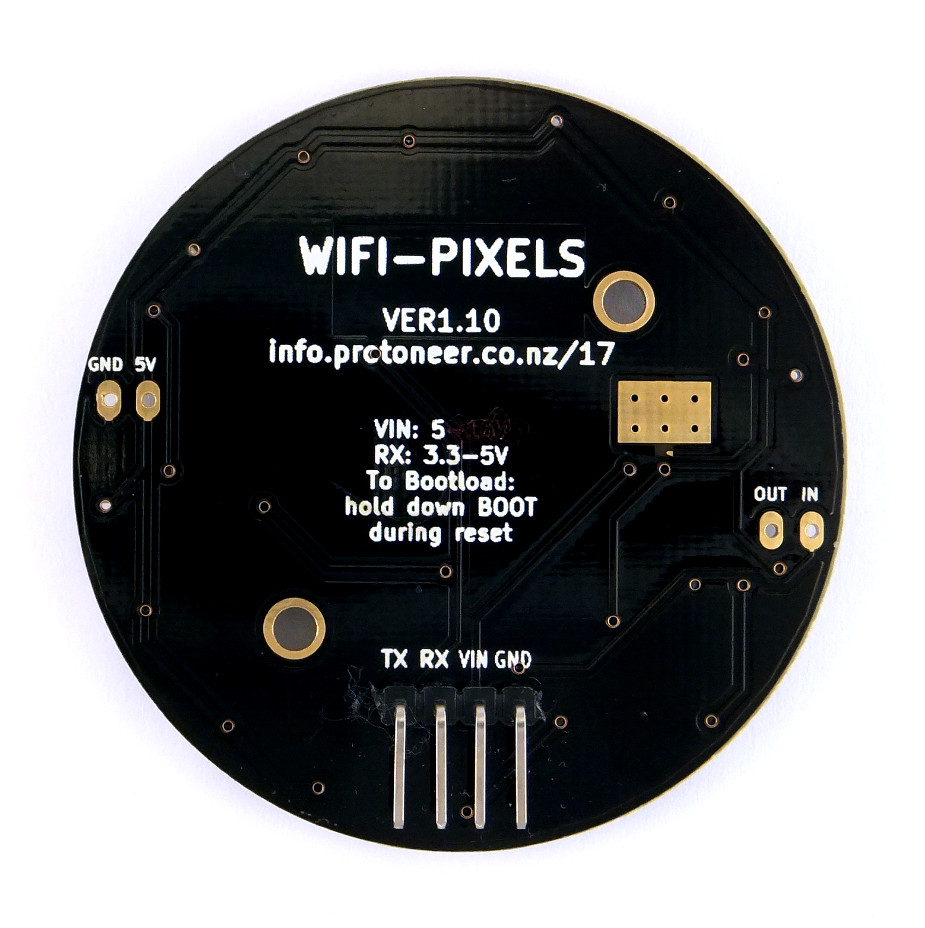 WIFI-PIXELS
VER1.10
info.protoneer.co.nz/17
GND 5V
VIN: 5
RX: 3.3-5V
To Bootload:
hold down BOOT
during reset
OUT IN
TX RX VIN GND